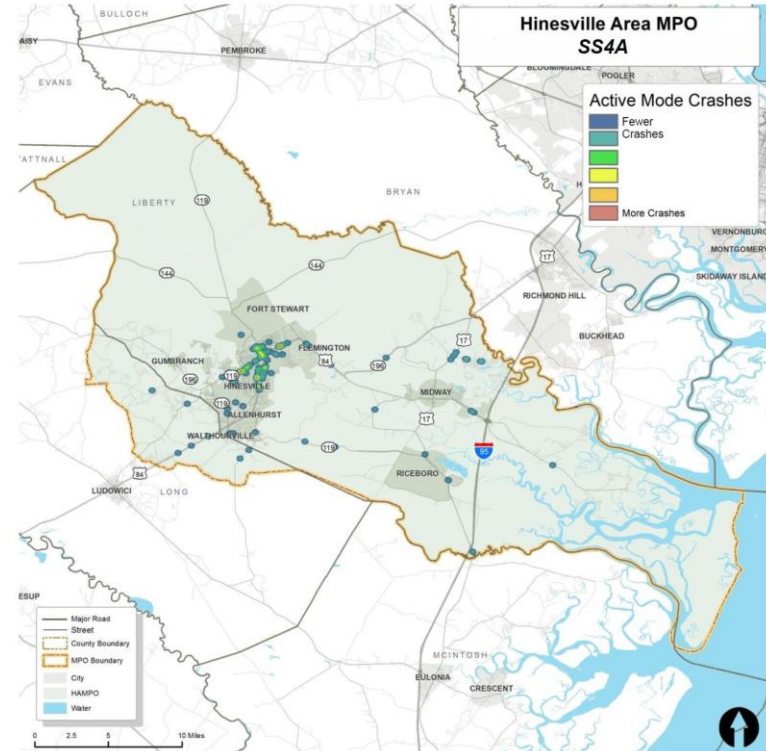 Hinesville Area MPO
SS4A
BULLOCH
PEMBROKE
EVANS
BLOOMINGDALE
POOLER
Active Mode Crashes
Fewer
Crashes
More Crashes
119
LIBERTY
BRYAN
VERNONBURG
MONTGOMERY
SKIDAWAY ISLAND
17
144
144
RICHMOND HILL
FORT STEWART
BUCKHEAD
17
FLEMINGTON
GUMBRANCH
84
196
119
196
HINESVILLE
MIDWAY
119
ALLENHURST
17
WALTHOURVILLE
119
95
84
RICEBORO
LUDOWICI
LONG
Major Road
Street
County Boundary
MPO Boundary
City
HAMPO
Water
MCINTOSH
EULONIA
CRESCENT
0 2.5 5 10 Miles